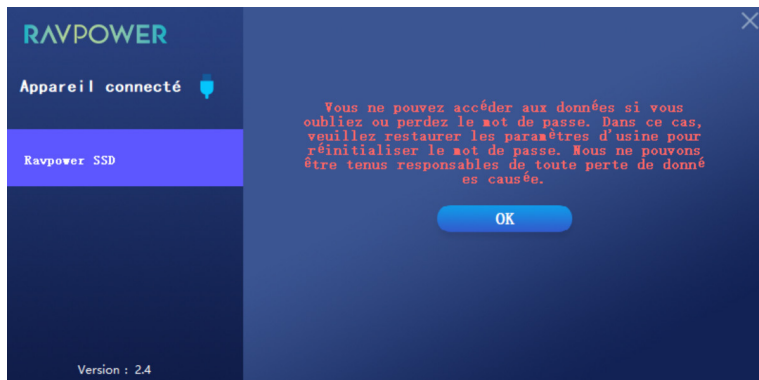 RAVPOWER
Appareil connecté
Ravpower SSD
Version : 2.4
Vous ne pouvez accéder aux données si vous
oubliez ou perdez le mot de passe. Dans ce cas,
veuillez restaurer les paramètres d'usine pour
réinitialiser le mot de passe. Nous ne pouvons
être tenus responsables de toute perte de donné
es causée.
OK